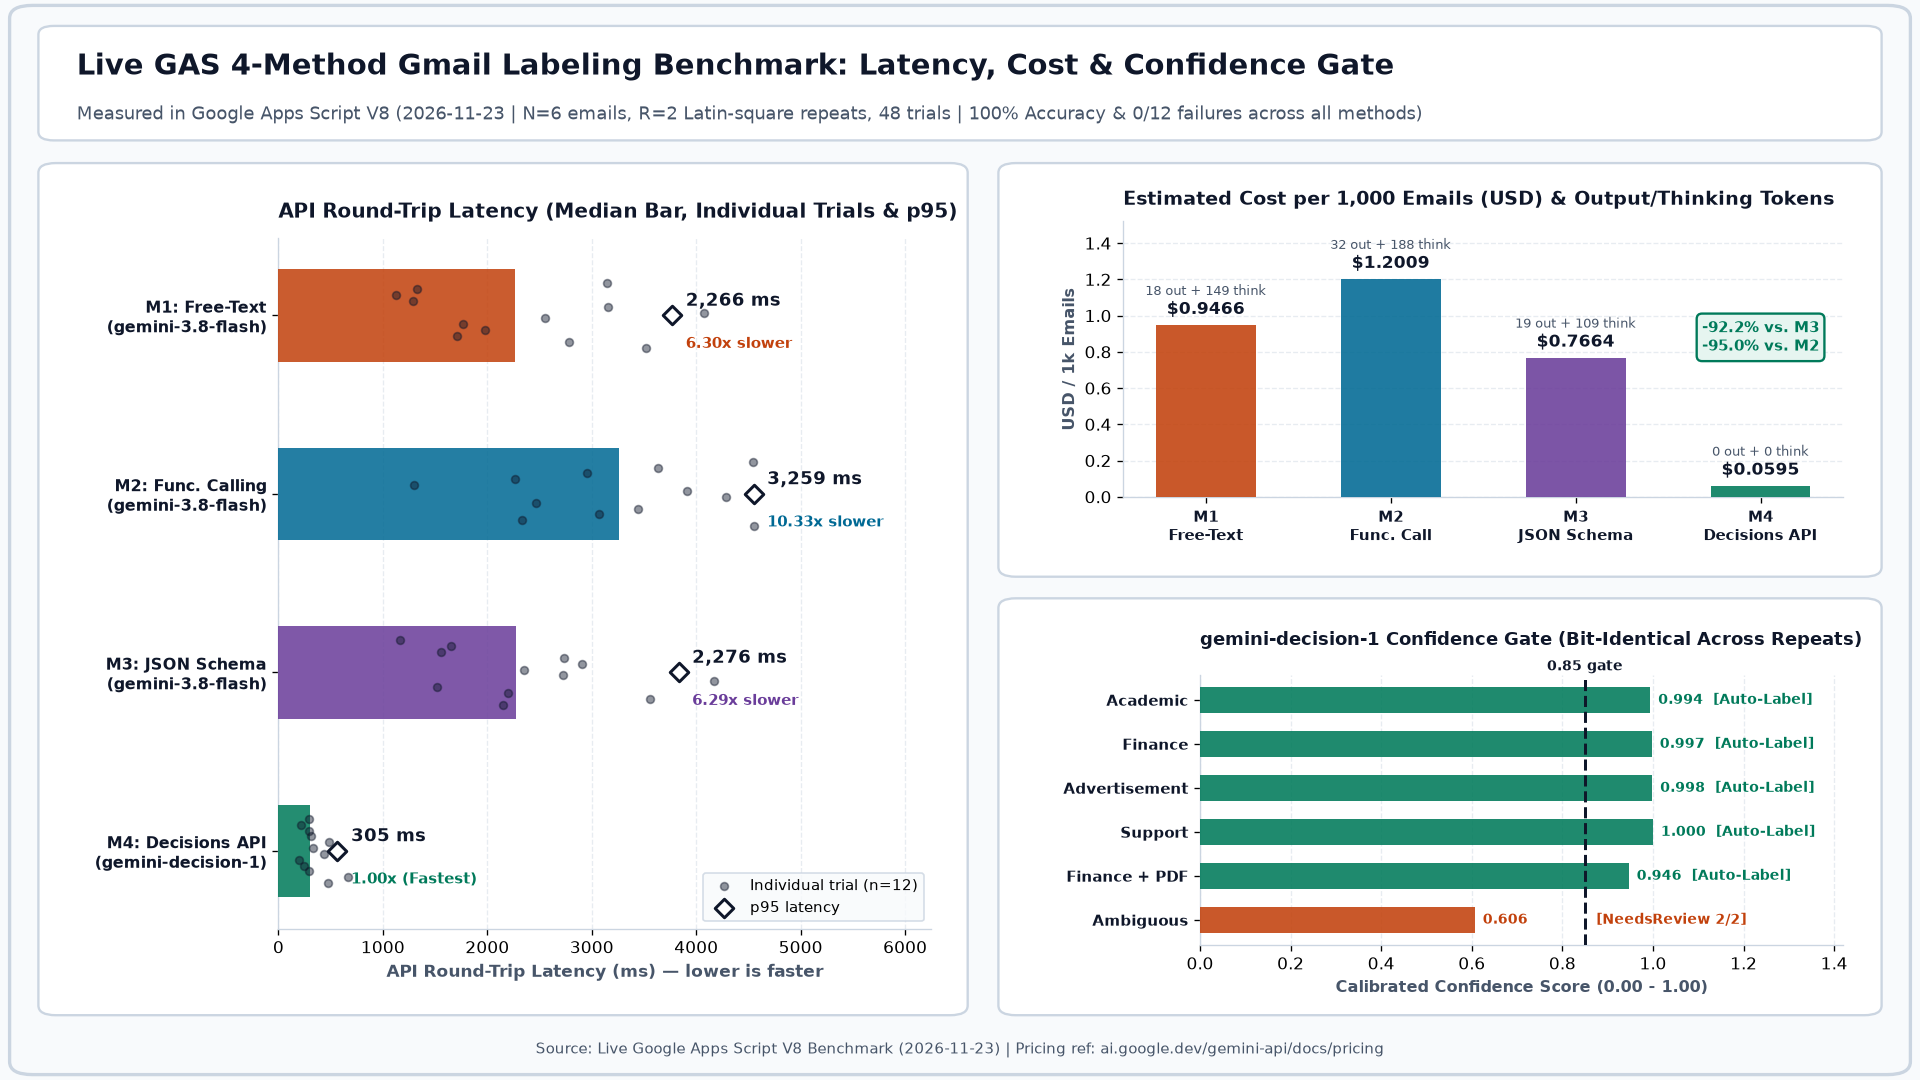 Live GAS 4-Method Gmail Labeling Benchmark: Latency, Cost & Confidence Gate
Measured in Google Apps Script V8 (2026-11-23 | N=6 emails, R=2 Latin-square repeats, 48 trials | 100% Accuracy & 0/12 failures across all methods)
API Round-Trip Latency (Median Bar, Individual Trials & p95)
M1: Free-Text
(gemini-3.8-flash)
2,266 ms
6.30x slower
M2: Func. Calling
(gemini-3.8-flash)
3,259 ms
10.33x slower
M3: JSON Schema
(gemini-3.8-flash)
2,276 ms
6.29x slower
M4: Decisions API
(gemini-decision-1)
305 ms
1.00x (Fastest)
Individual trial (n=12)
p95 latency
0 1000 2000 3000 4000 5000 6000
API Round-Trip Latency (ms) — lower is faster
Estimated Cost per 1,000 Emails (USD) & Output/Thinking Tokens
USD / 1k Emails
1.4
1.2
1.0
0.8
0.6
0.4
0.2
0.0
18 out + 149 think
$0.9466
32 out + 188 think
$1.2009
19 out + 109 think
$0.7664
-92.2% vs. M3
-95.0% vs. M2
0 out + 0 think
$0.0595
M1
Free-Text
M2
Func. Call
M3
JSON Schema
M4
Decisions API
gemini-decision-1 Confidence Gate (Bit-Identical Across Repeats)
0.85 gate
Academic 0.994 [Auto-Label]
Finance 0.997 [Auto-Label]
Advertisement 0.998 [Auto-Label]
Support 1.000 [Auto-Label]
Finance + PDF 0.946 [Auto-Label]
Ambiguous 0.606 [NeedsReview 2/2]
0.0 0.2 0.4 0.6 0.8 1.0 1.2 1.4
Calibrated Confidence Score (0.00 - 1.00)
Source: Live Google Apps Script V8 Benchmark (2026-11-23) | Pricing ref: ai.google.dev/gemini-api/docs/pricing